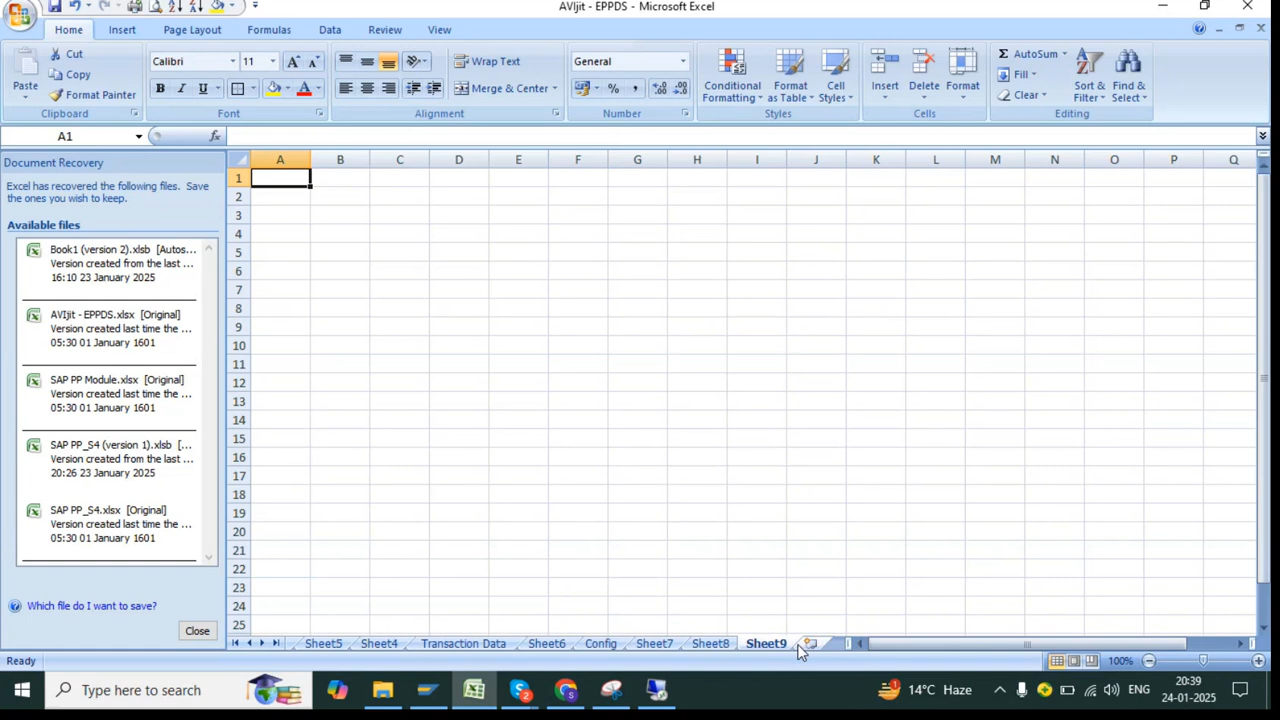 AVIjit - EPPDS - Microsoft Excel
Home Insert Page Layout Formulas Data Review View
Paste
Cut
Copy
Format Painter
Clipboard
Calibri 11
B I U
Font
Wrap Text
Merge & Center
Alignment
General
% ,
Number
Conditional Formatting
Format as Table
Cell Styles
Styles
Insert Delete Format
Cells
Σ AutoSum
Fill
Clear
Sort & Filter
Find & Select
Editing
A1 fx
Document Recovery
Excel has recovered the following files. Save
the ones you wish to keep.
Available files
Book1 (version 2).xlsb [Autos...
Version created from the last ...
16:10 23 January 2025
AVIjit - EPPDS.xlsx [Original]
Version created last time the ...
05:30 01 January 1601
SAP PP Module.xlsx [Original]
Version created last time the ...
05:30 01 January 1601
SAP PP_S4 (version 1).xlsb [...
Version created from the last ...
20:26 23 January 2025
SAP PP_S4.xlsx [Original]
Version created last time the ...
05:30 01 January 1601
Which file do I want to save?
Close
A B C D E F G H I J K L M N O P Q
1
2
3
4
5
6
7
8
9
10
11
12
13
14
15
16
17
18
19
20
21
22
23
24
25
Sheet5 Sheet4 Transaction Data Sheet6 Config Sheet7 Sheet8 Sheet9
Ready 100%
Type here to search
14°C Haze
ENG
20:39
24-01-2025